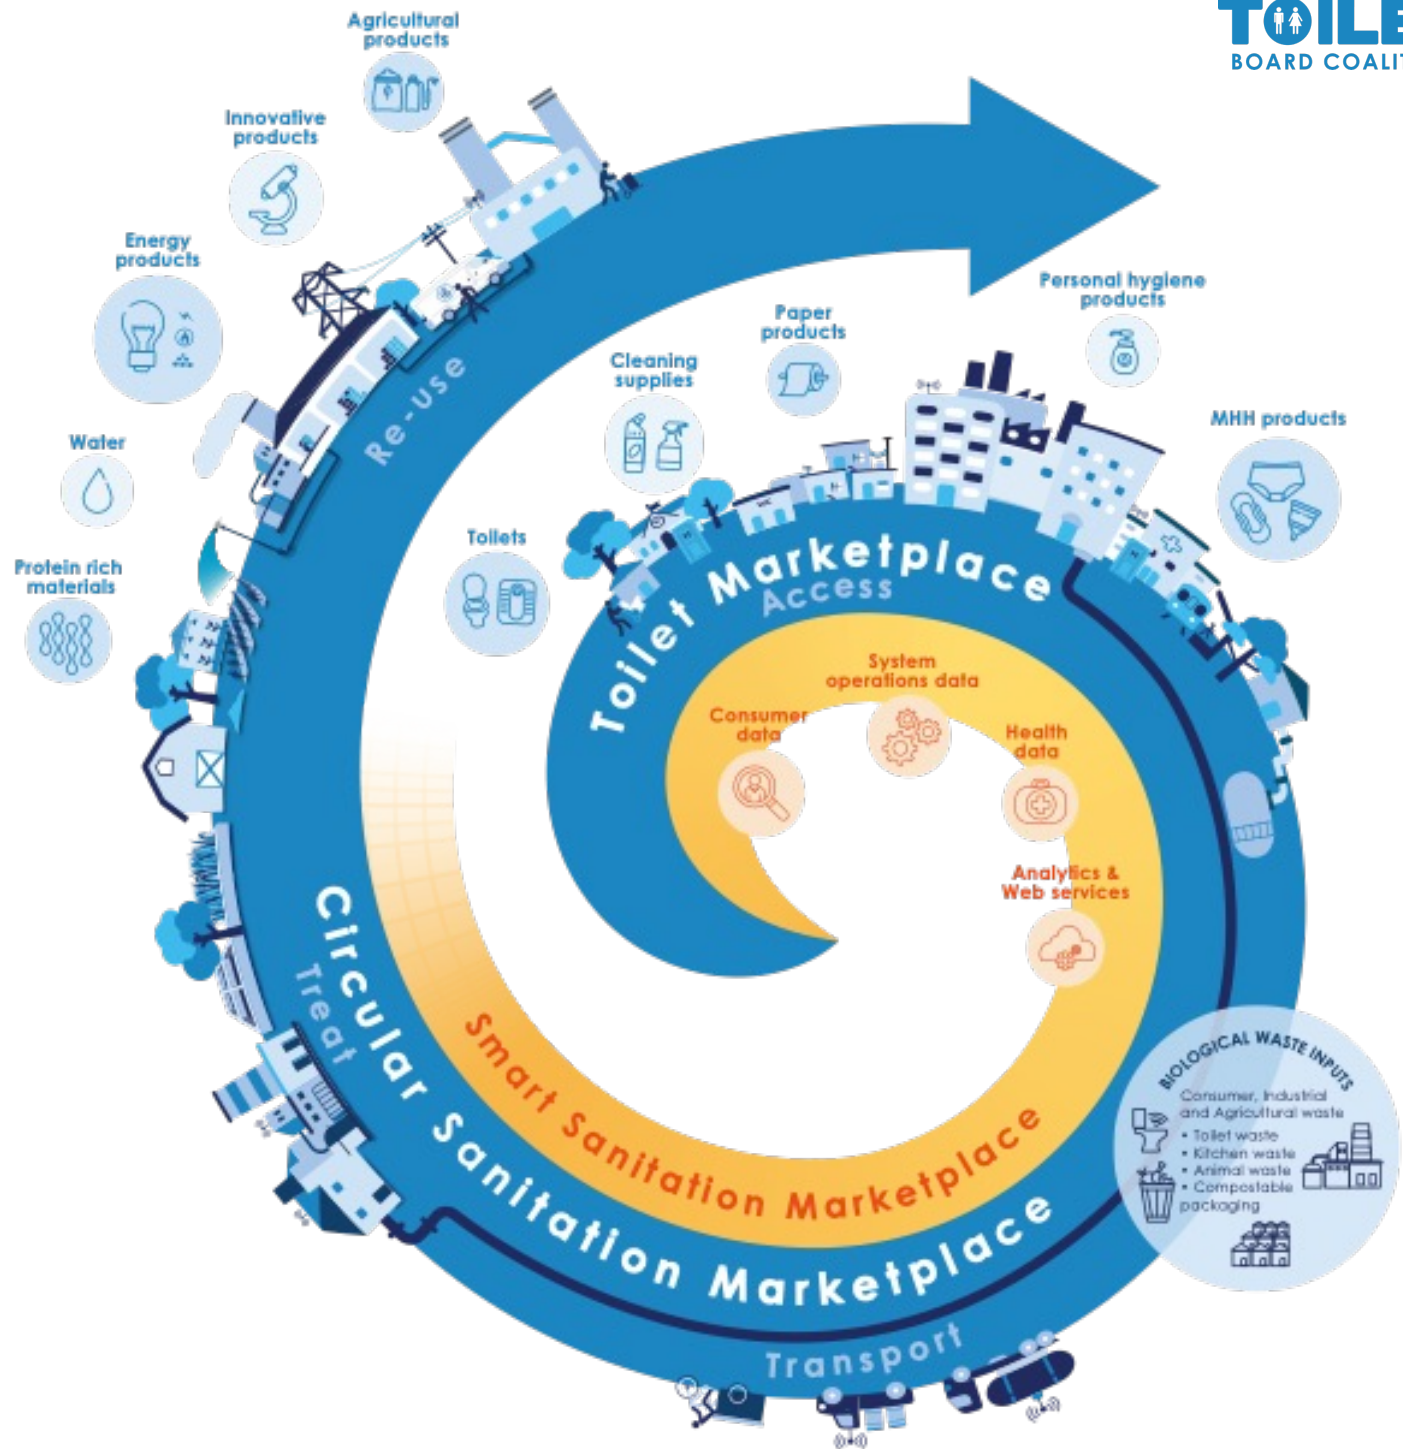 TOILE
BOARD COALIT
Agricultural
products
Innovative
products
Energy
products
Water
Protein rich
materials
Re-use
Toilets
Cleaning
supplies
Paper
products
Personal hygiene
products
MHH products
Toilet Marketplace
Access
Consumer
data
System
operations data
Health
data
Analytics &
Web services
Smart Sanitation Marketplace
Circular Sanitation Marketplace
Treat
Transport
BIOLOGICAL WASTE INPUTS
Consumer, Industrial
and Agricultural waste
• Toilet waste
• Kitchen waste
• Animal waste
• Compostable
packaging